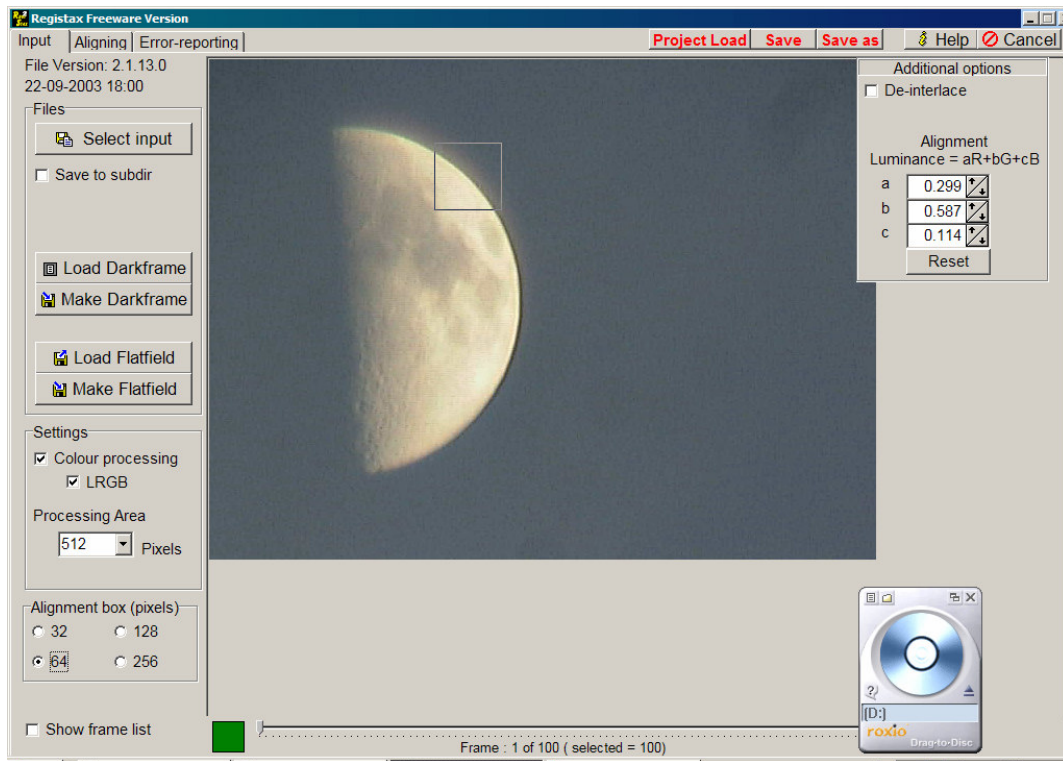 Registax Freeware Version
Input Aligning Error-reporting Project Load Save Save as Help Cancel
File Version: 2.1.13.0
22-09-2003 18:00
Files
Select input
Save to subdir
Load Darkframe
Make Darkframe
Load Flatfield
Make Flatfield
Settings
Colour processing
LRGB
Processing Area
512 Pixels
Alignment box (pixels)
32 128
64 256
Show frame list
Frame : 1 of 100 ( selected = 100)
Additional options
De-interlace
Alignment
Luminance = aR+bG+cB
a 0.299
b 0.587
c 0.114
Reset
?
(D:)
roxio
Drag-to-Disc